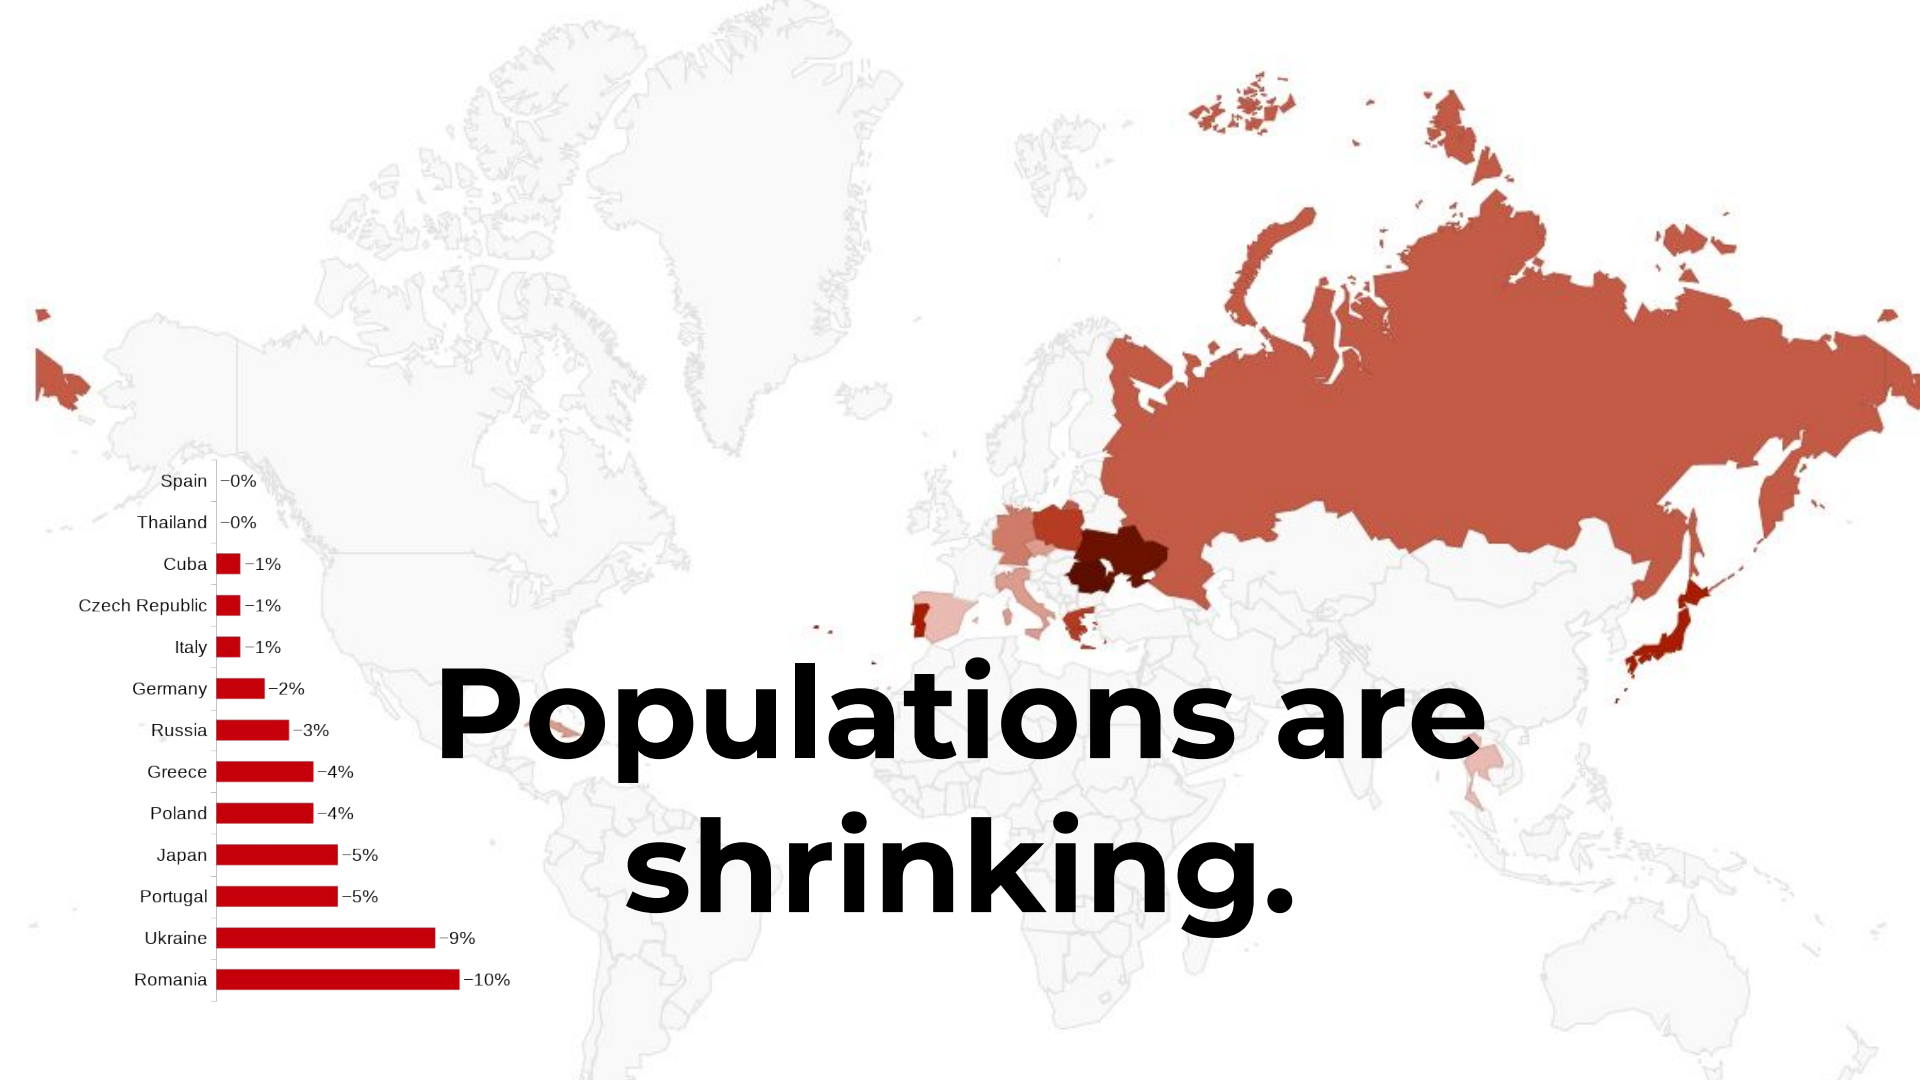 Spain −0%
Thailand −0%
Cuba −1%
Czech Republic −1%
Italy −1%
Germany −2%
Russia −3%
Greece −4%
Poland −4%
Japan −5%
Portugal −5%
Ukraine −9%
Romania −10%
Populations are
shrinking.